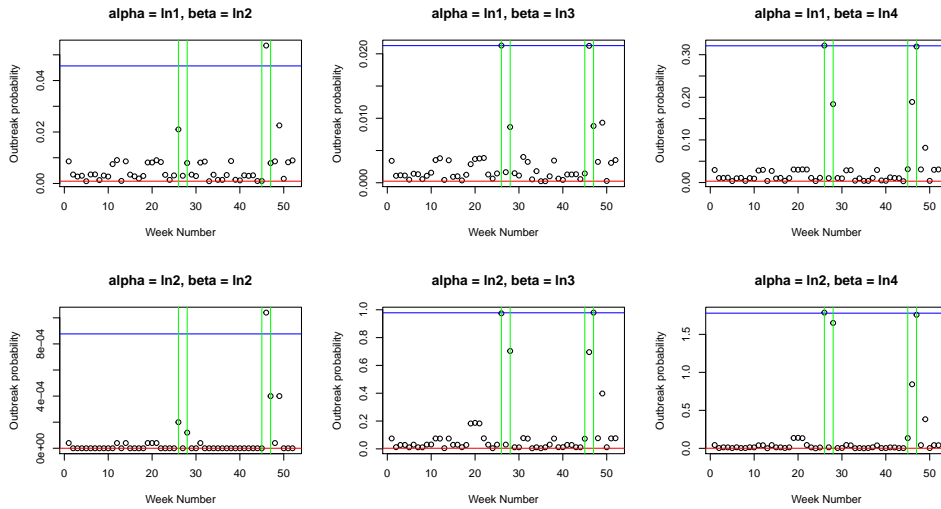 alpha = ln1, beta = ln2
alpha = ln1, beta = ln3
alpha = ln1, beta = ln4
Outbreak probability
0.00 0.02 0.04
0 10 20 30 40 50
Week Number
Outbreak probability
0.000 0.010 0.020
0 10 20 30 40 50
Week Number
Outbreak probability
0.00 0.10 0.20 0.30
0 10 20 30 40 50
Week Number
alpha = ln2, beta = ln2
alpha = ln2, beta = ln3
alpha = ln2, beta = ln4
Outbreak probability
0e+00 4e-04 8e-04
0 10 20 30 40 50
Week Number
Outbreak probability
0.0 0.2 0.4 0.6 0.8 1.0
0 10 20 30 40 50
Week Number
Outbreak probability
0.0 0.5 1.0 1.5
0 10 20 30 40 50
Week Number